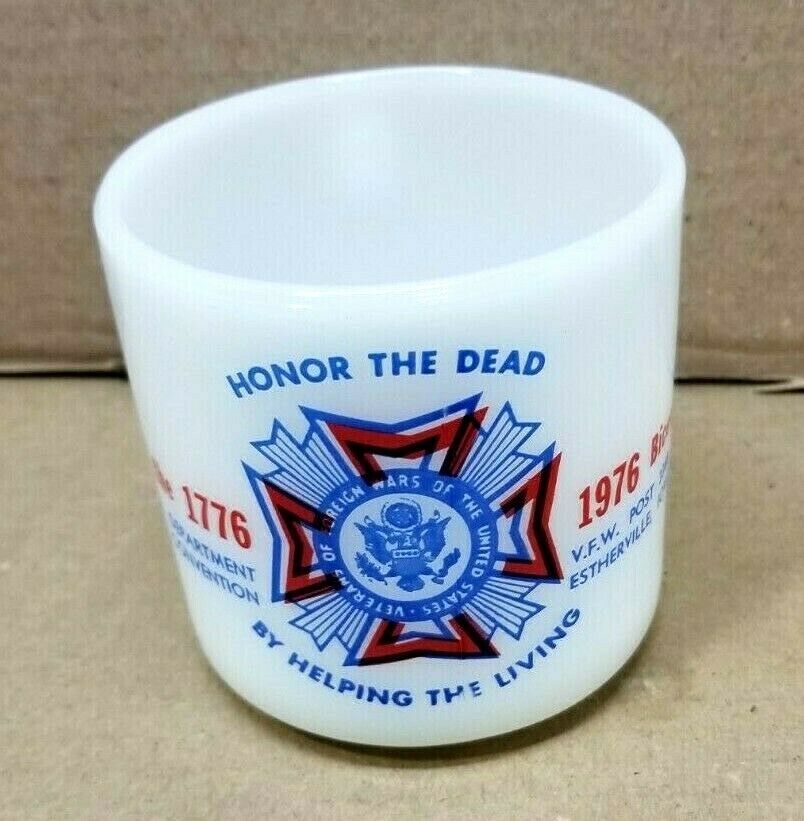 HONOR THE DEAD
1776
DEPARTMENT
CONVENTION
VETERANS OF FOREIGN WARS OF THE UNITED STATES
1976
V.F.W. POST
ESTHERVILLE,
BY HELPING THE LIVING